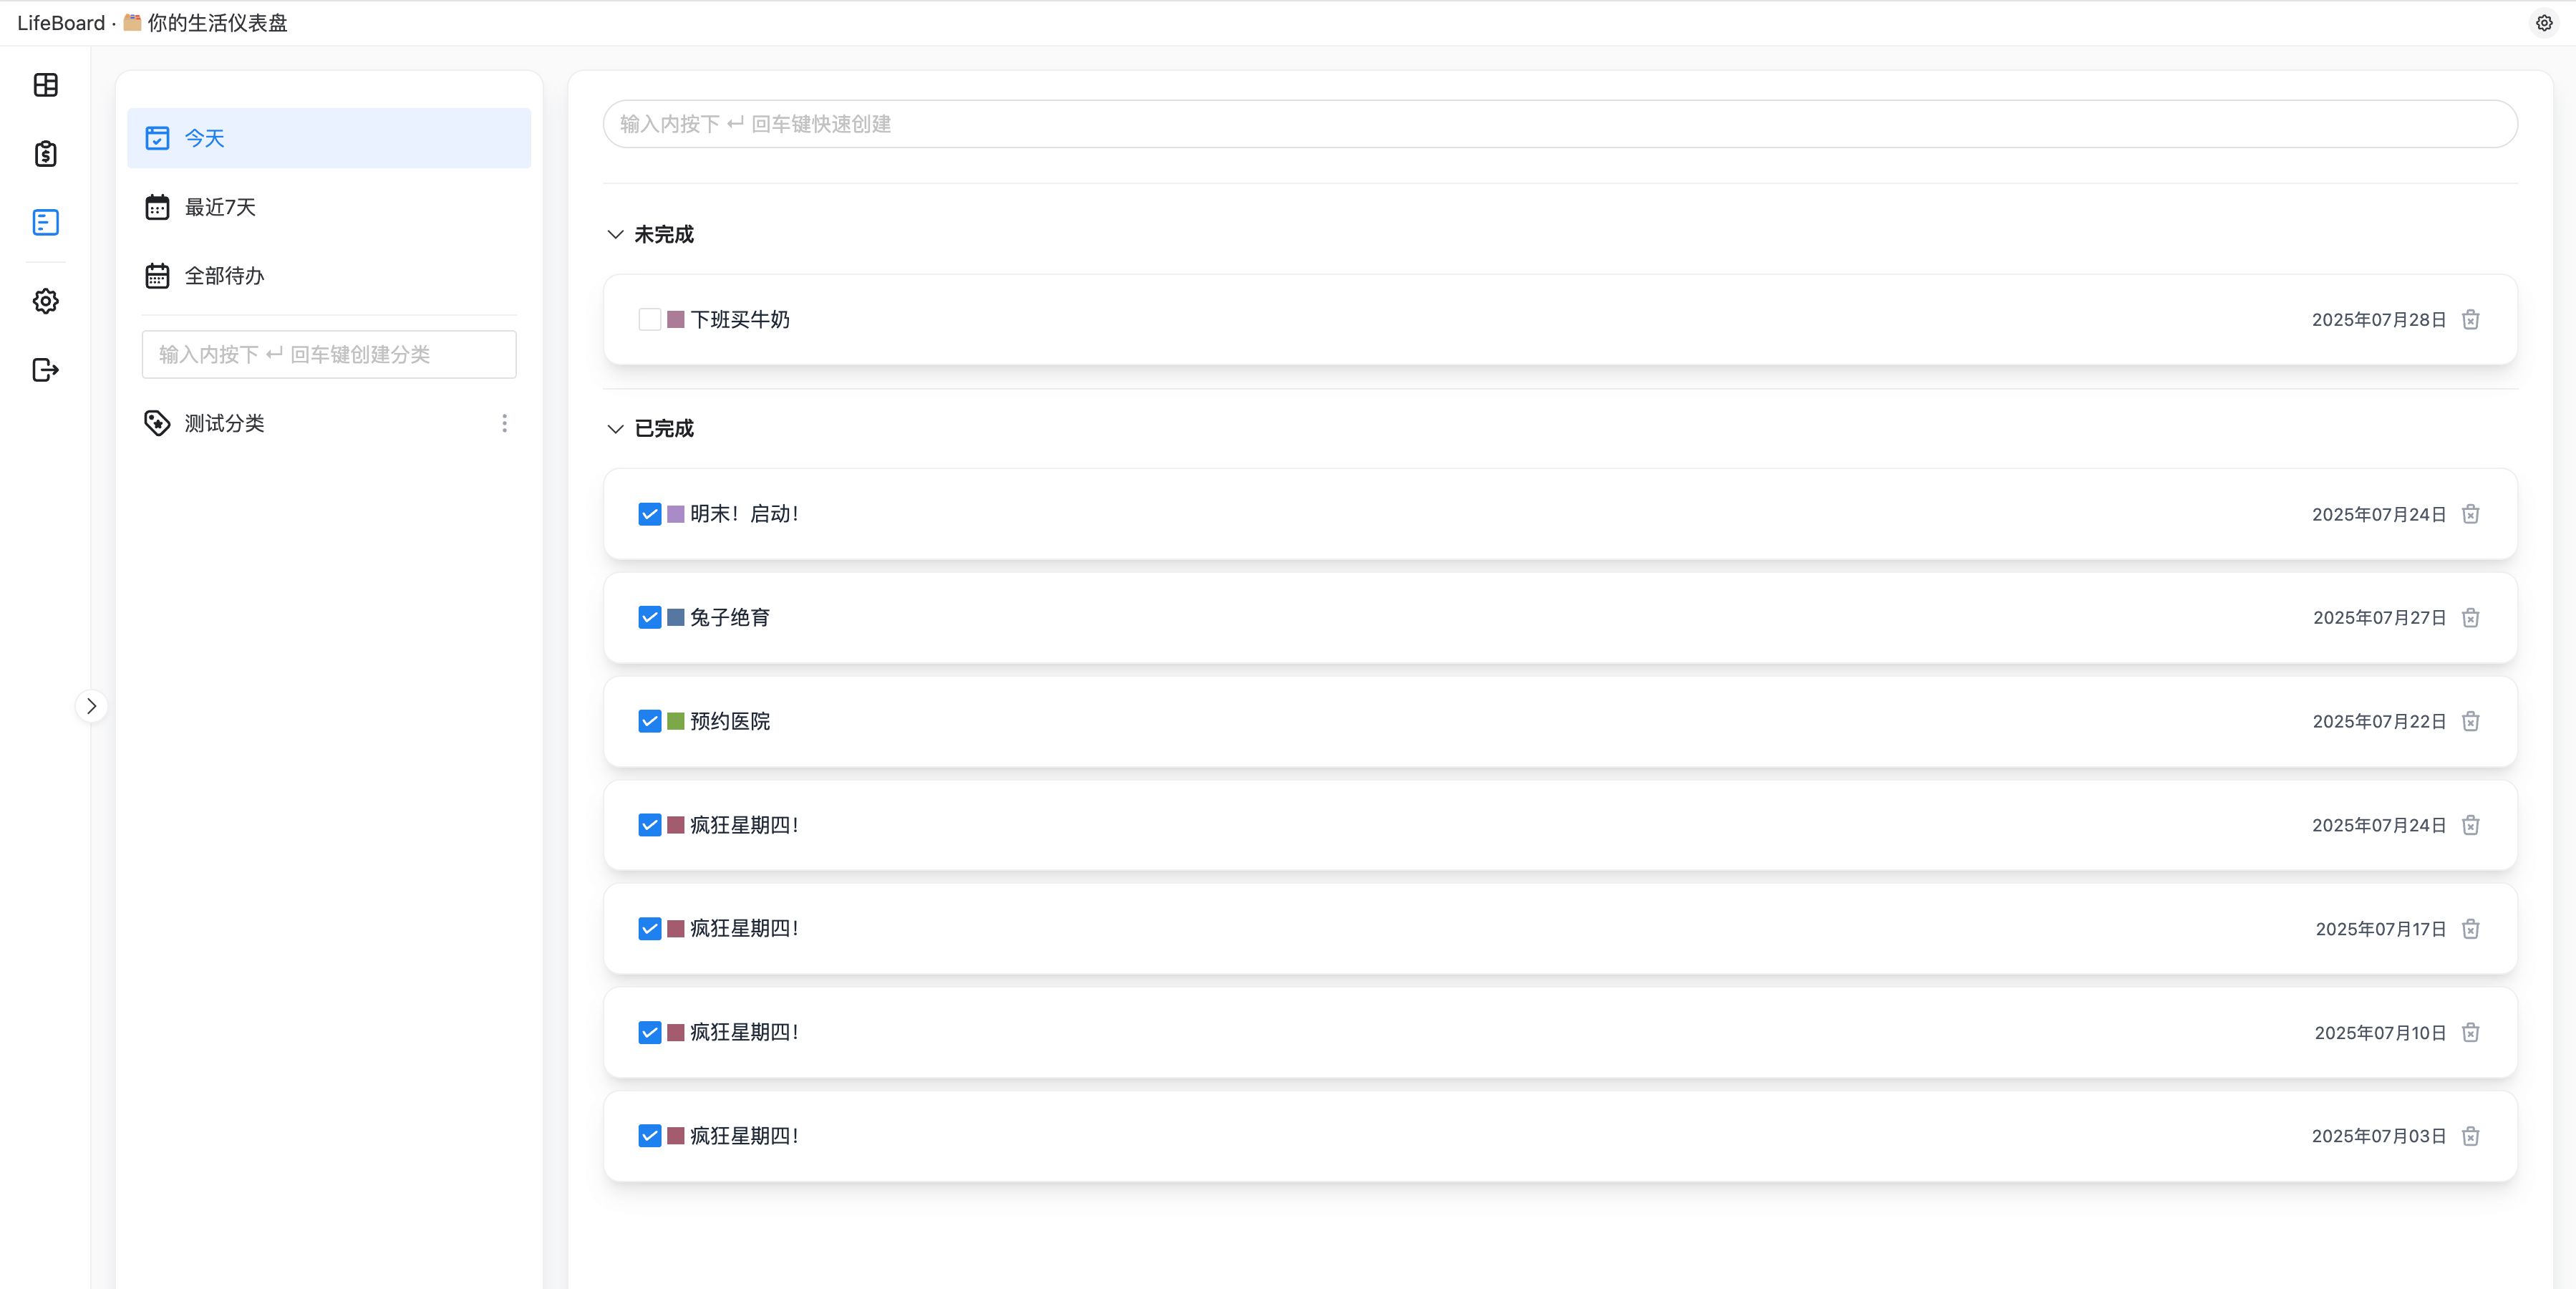 LifeBoard · 🗂️ 你的生活仪表盘
今天
最近7天
全部待办
输入内按下 ↵ 回车键创建分类
测试分类
输入内按下 ↵ 回车键快速创建
未完成
下班买牛奶 2025年07月28日
已完成
明末！启动！ 2025年07月24日
兔子绝育 2025年07月27日
预约医院 2025年07月22日
疯狂星期四！ 2025年07月24日
疯狂星期四！ 2025年07月17日
疯狂星期四！ 2025年07月10日
疯狂星期四！ 2025年07月03日